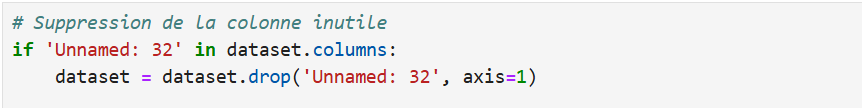 # Suppression de la colonne inutile
if 'Unnamed: 32' in dataset.columns:
    dataset = dataset.drop('Unnamed: 32', axis=1)